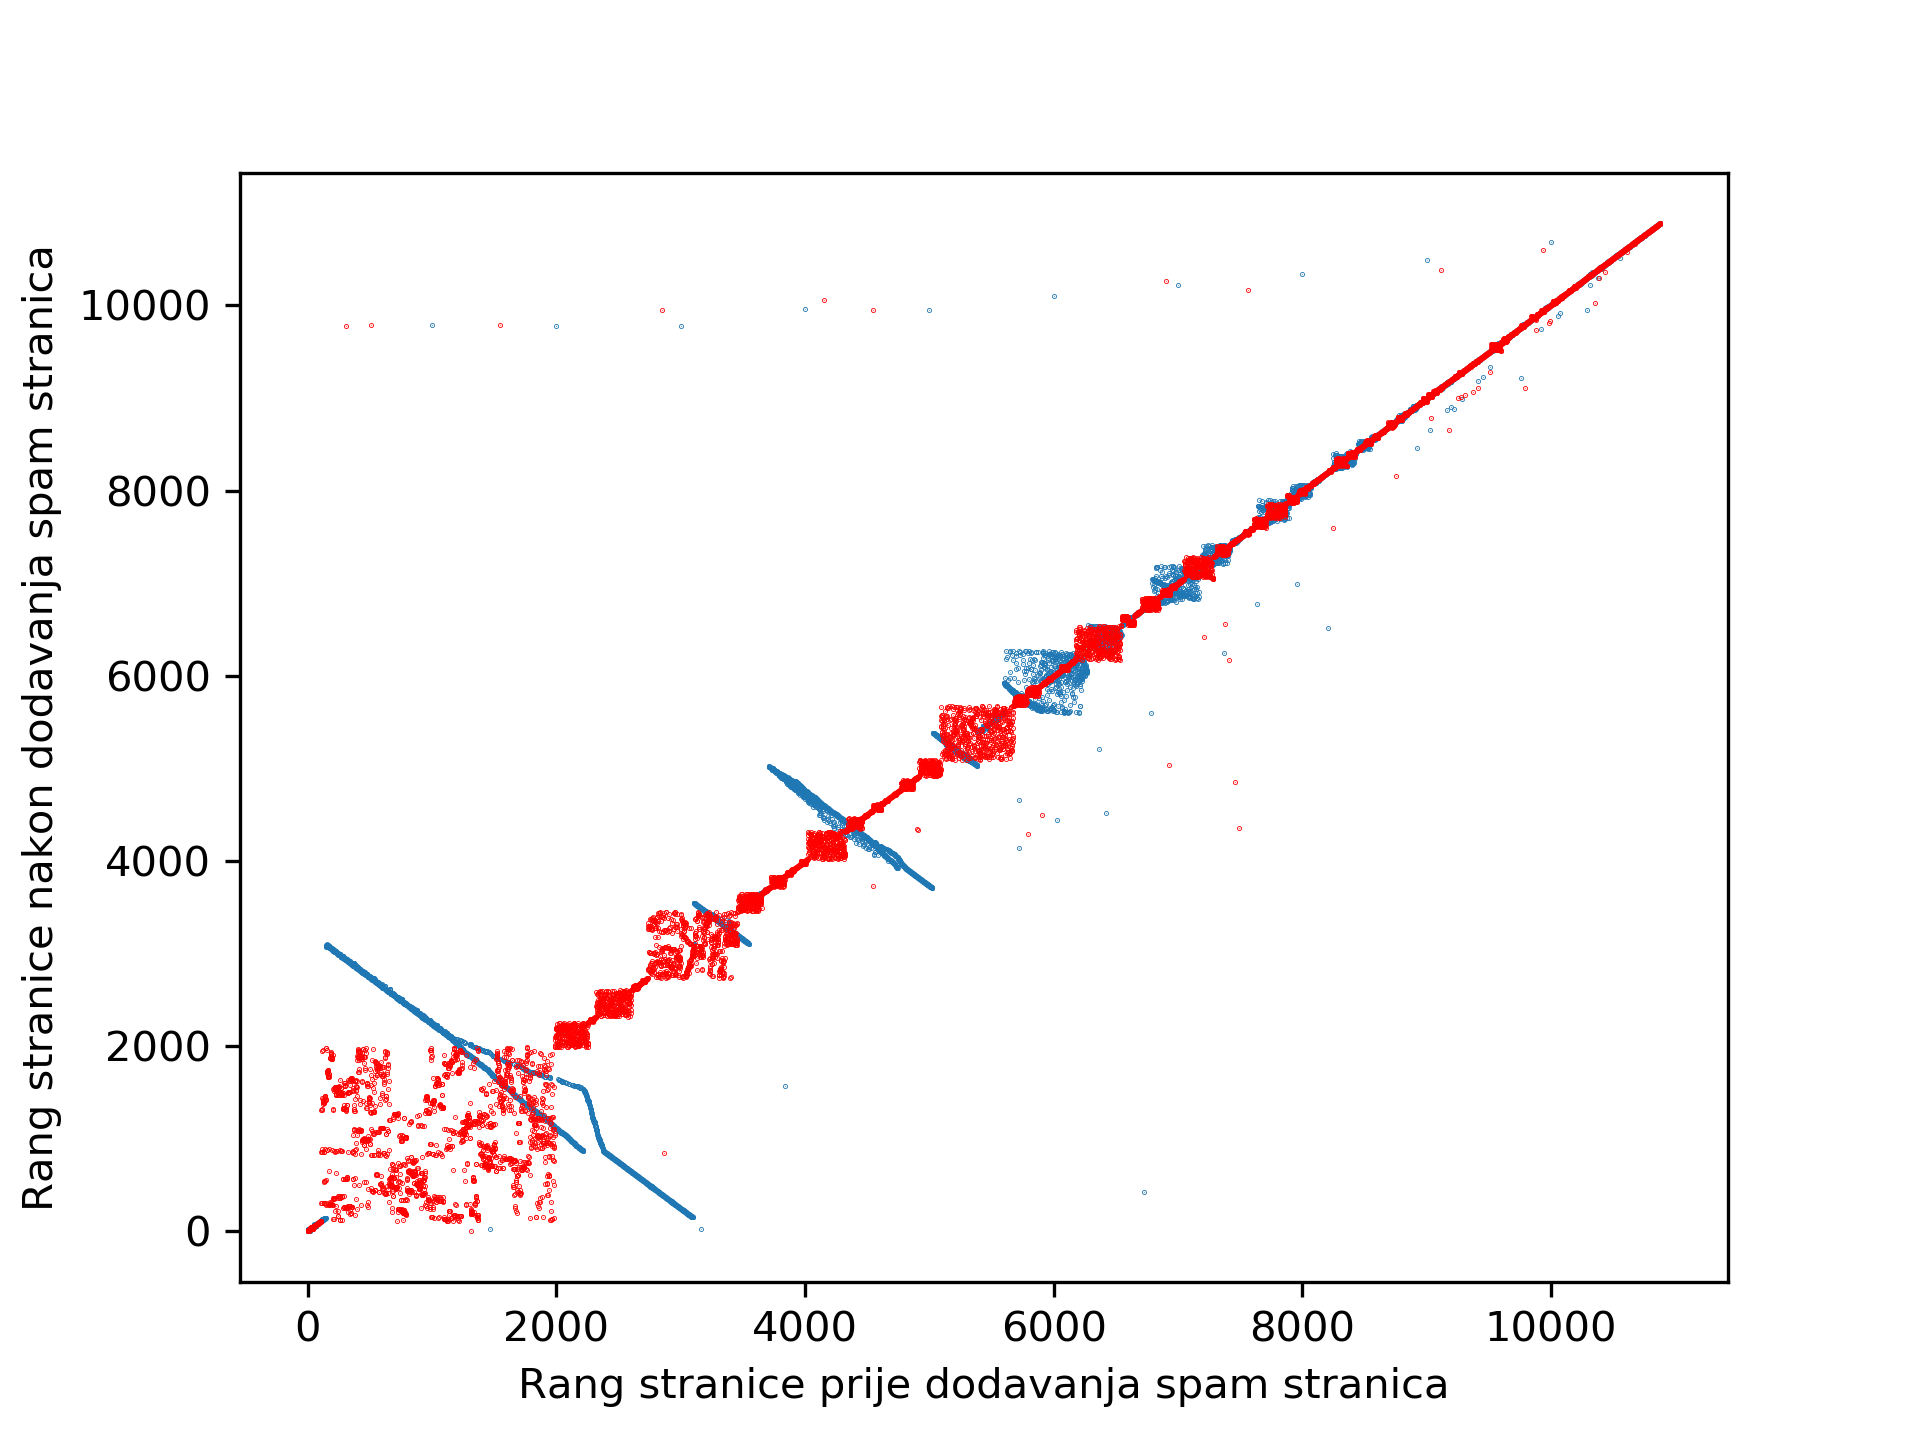 Rang stranice nakon dodavanja spam stranica
10000
8000
6000
4000
2000
0
0 2000 4000 6000 8000 10000
Rang stranice prije dodavanja spam stranica